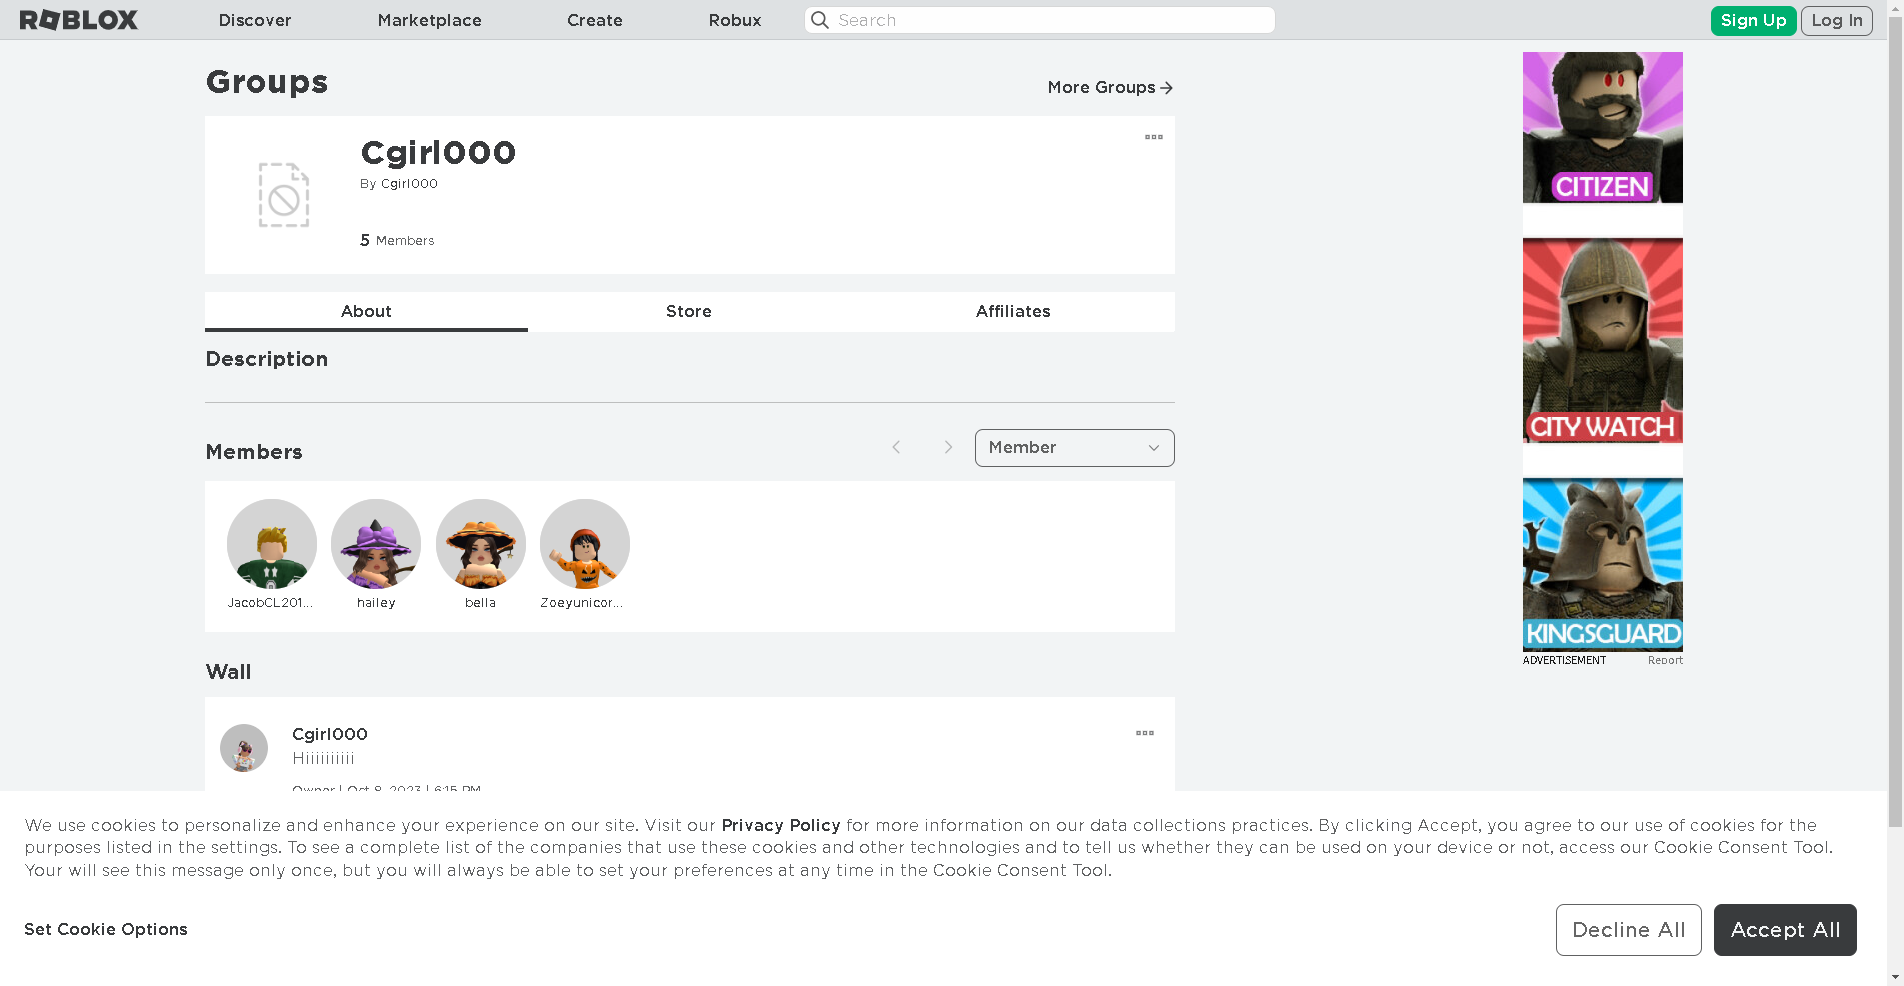 ROBLOX Discover Marketplace Create Robux Search Sign Up Log In
Groups
More Groups
Cgirl000
By Cgirl000
5 Members
About Store Affiliates
Description
Members
Member
JacobCL201... hailey bella Zoeyunicor...
Wall
Cgirl000
Hiiiiiiiiii
Owner | Oct 8, 2023 | 6:15 PM
CITIZEN
CITY WATCH
KINGSGUARD
ADVERTISEMENT Report
We use cookies to personalize and enhance your experience on our site. Visit our Privacy Policy for more information on our data collections practices. By clicking Accept, you agree to our use of cookies for the
purposes listed in the settings. To see a complete list of the companies that use these cookies and other technologies and to tell us whether they can be used on your device or not, access our Cookie Consent Tool.
Your will see this message only once, but you will always be able to set your preferences at any time in the Cookie Consent Tool.
Set Cookie Options
Decline All
Accept All